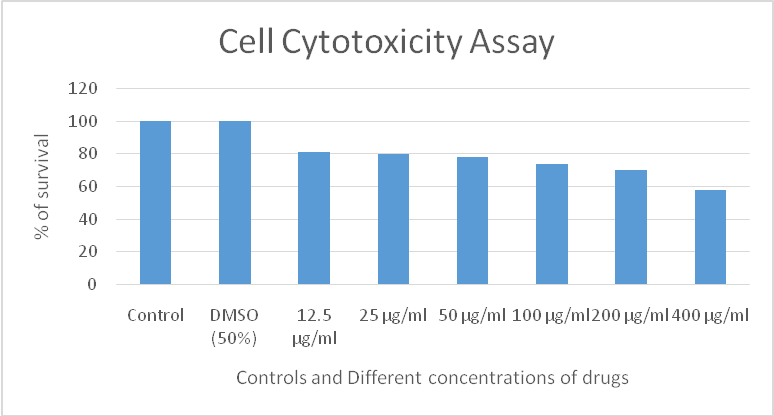 Cell Cytotoxicity Assay
120
100
80
60
40
20
0
% of survival
Control
DMSO
(50%)
12.5
µg/ml
25 µg/ml
50 µg/ml
100 µg/ml
200 µg/ml
400 µg/ml
Controls and Different concentrations of drugs